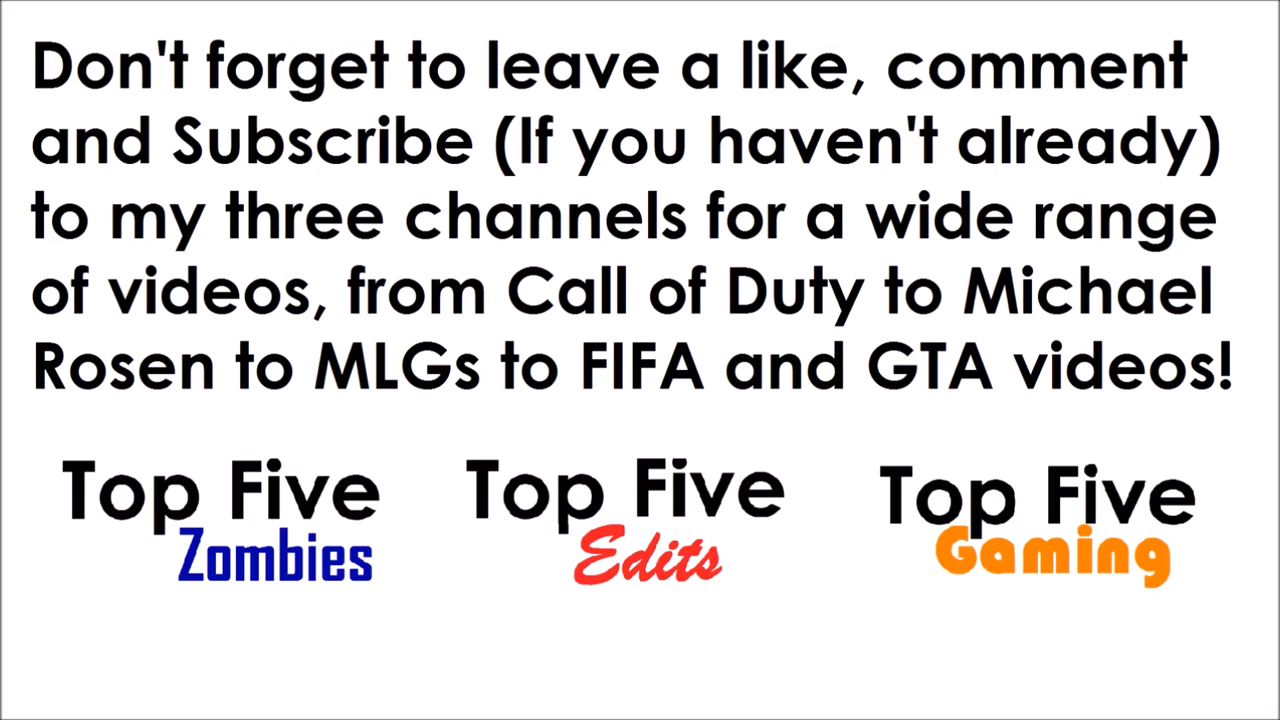 Don't forget to leave a like, comment
and Subscribe (If you haven't already)
to my three channels for a wide range
of videos, from Call of Duty to Michael
Rosen to MLGs to FIFA and GTA videos!
Top Five
Zombies
Top Five
Edits
Top Five
Gaming